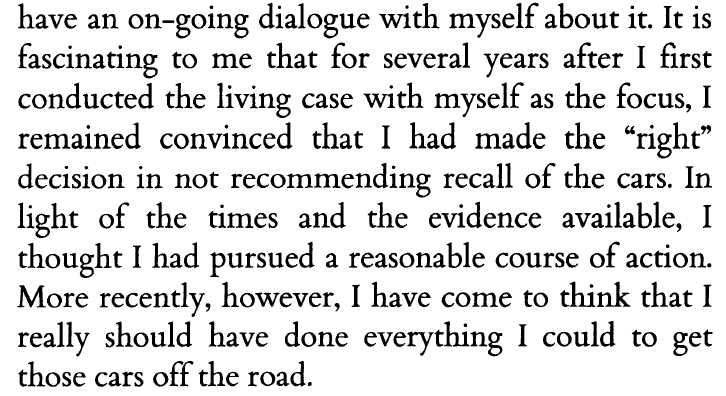 have an on-going dialogue with myself about it. It is
fascinating to me that for several years after I first
conducted the living case with myself as the focus, I
remained convinced that I had made the “right”
decision in not recommending recall of the cars. In
light of the times and the evidence available, I
thought I had pursued a reasonable course of action.
More recently, however, I have come to think that I
really should have done everything I could to get
those cars off the road.